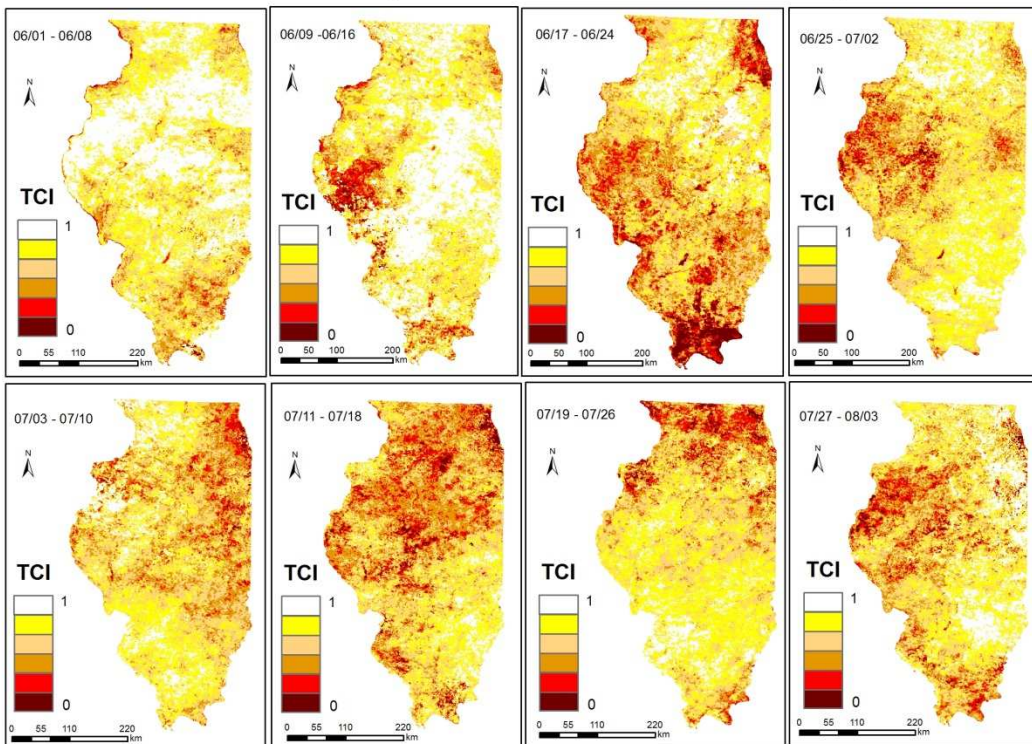 06/01 - 06/08
N
TCI
1
0
0 55 110 220
km
06/09 -06/16
N
TCI
1
0
0 50 100 200
km
06/17 - 06/24
N
TCI
1
0
0 50 100 200
km
06/25 - 07/02
N
TCI
1
0
0 50 100 200
km
07/03 - 07/10
N
TCI
1
0
0 55 110 220
km
07/11 - 07/18
N
TCI
1
0
0 55 110 220
km
07/19 - 07/26
N
TCI
1
0
0 55 110 220
km
07/27 - 08/03
N
TCI
1
0
0 55 110 220
km